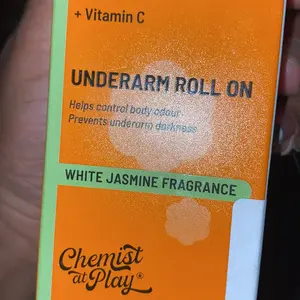 + Vitamin C
UNDERARM ROLL ON
Helps control body odour
Prevents underarm darkness
WHITE JASMINE FRAGRANCE
Chemist
at Play®